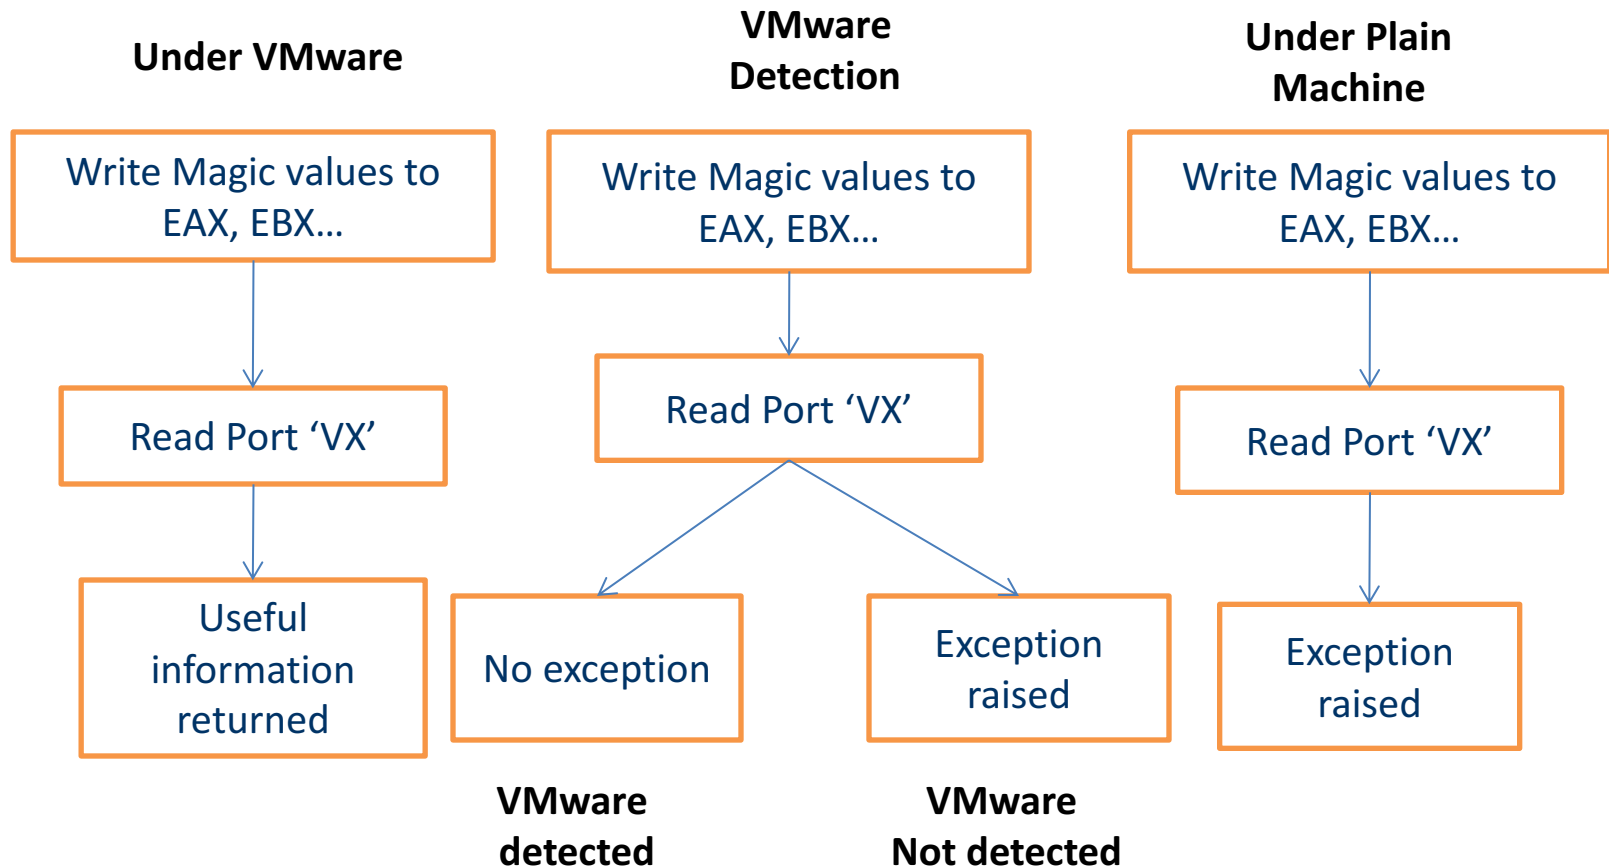 Under VMware
VMware
Detection
Under Plain
Machine
Write Magic values to
EAX, EBX…
Write Magic values to
EAX, EBX…
Write Magic values to
EAX, EBX…
Read Port ‘VX’
Read Port ‘VX’
Read Port ‘VX’
Useful
information
returned
No exception
Exception
raised
Exception
raised
VMware
detected
VMware
Not detected